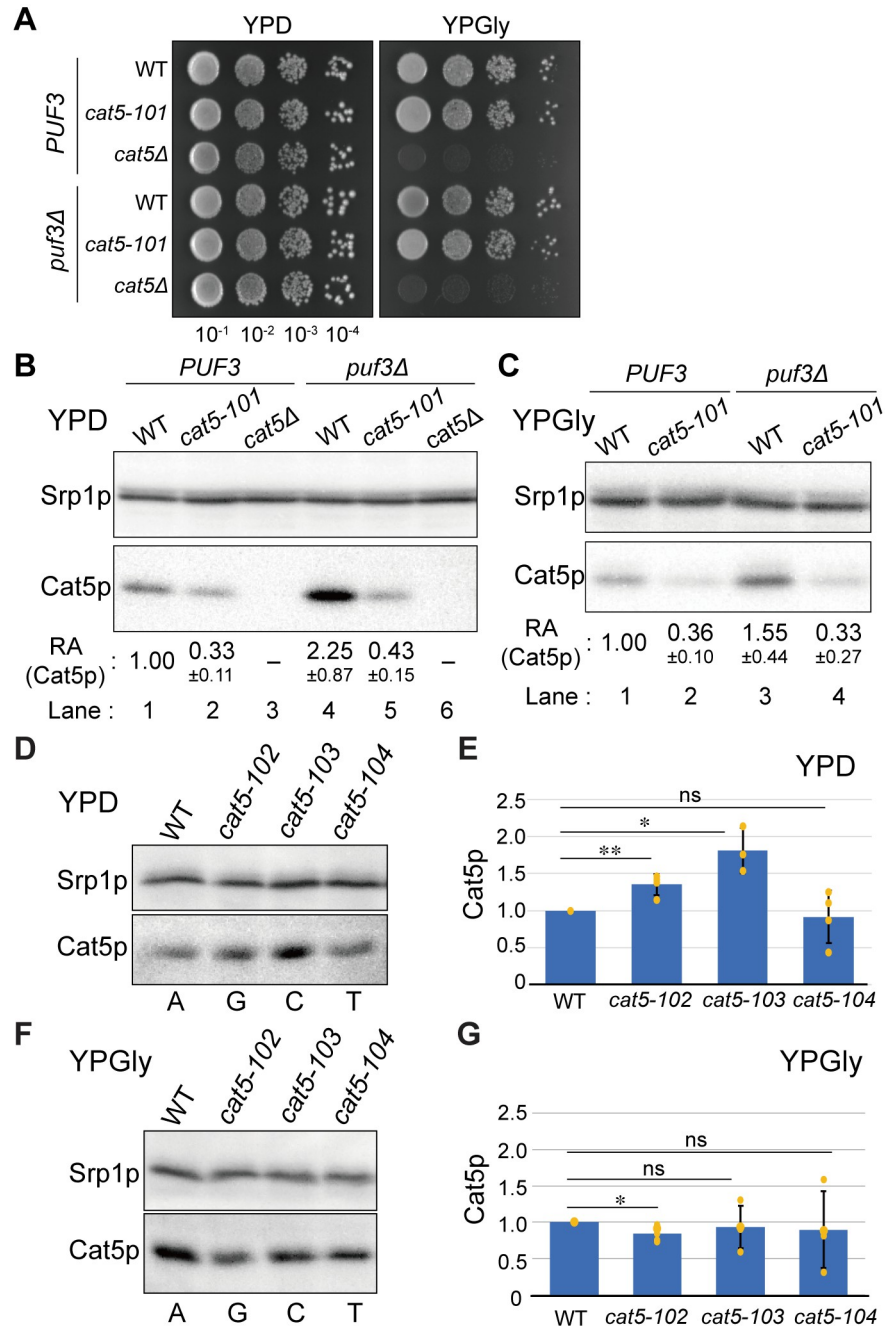 A
YPD YPGly
PUF3
WT
cat5-101
cat5Δ
puf3Δ
WT
cat5-101
cat5Δ
10-1 10-2 10-3 10-4
B
PUF3 puf3Δ
YPD
WT cat5-101 cat5Δ WT cat5-101 cat5Δ
Srp1p
Cat5p
RA (Cat5p) : 1.00 0.33 ±0.11 – 2.25 ±0.87 0.43 ±0.15 –
Lane : 1 2 3 4 5 6
C
PUF3 puf3Δ
YPGly
WT cat5-101 WT cat5-101
Srp1p
Cat5p
RA (Cat5p) : 1.00 0.36 ±0.10 1.55 ±0.44 0.33 ±0.27
Lane : 1 2 3 4
D
YPD
WT cat5-102 cat5-103 cat5-104
Srp1p
Cat5p
A G C T
E
YPD
Cat5p
2.5
2.0
1.5
1.0
0.5
0
ns
*
**
WT cat5-102 cat5-103 cat5-104
F
YPGly
WT cat5-102 cat5-103 cat5-104
Srp1p
Cat5p
A G C T
G
YPGly
Cat5p
2.5
2.0
1.5
1.0
0.5
0
ns
ns
*
WT cat5-102 cat5-103 cat5-104